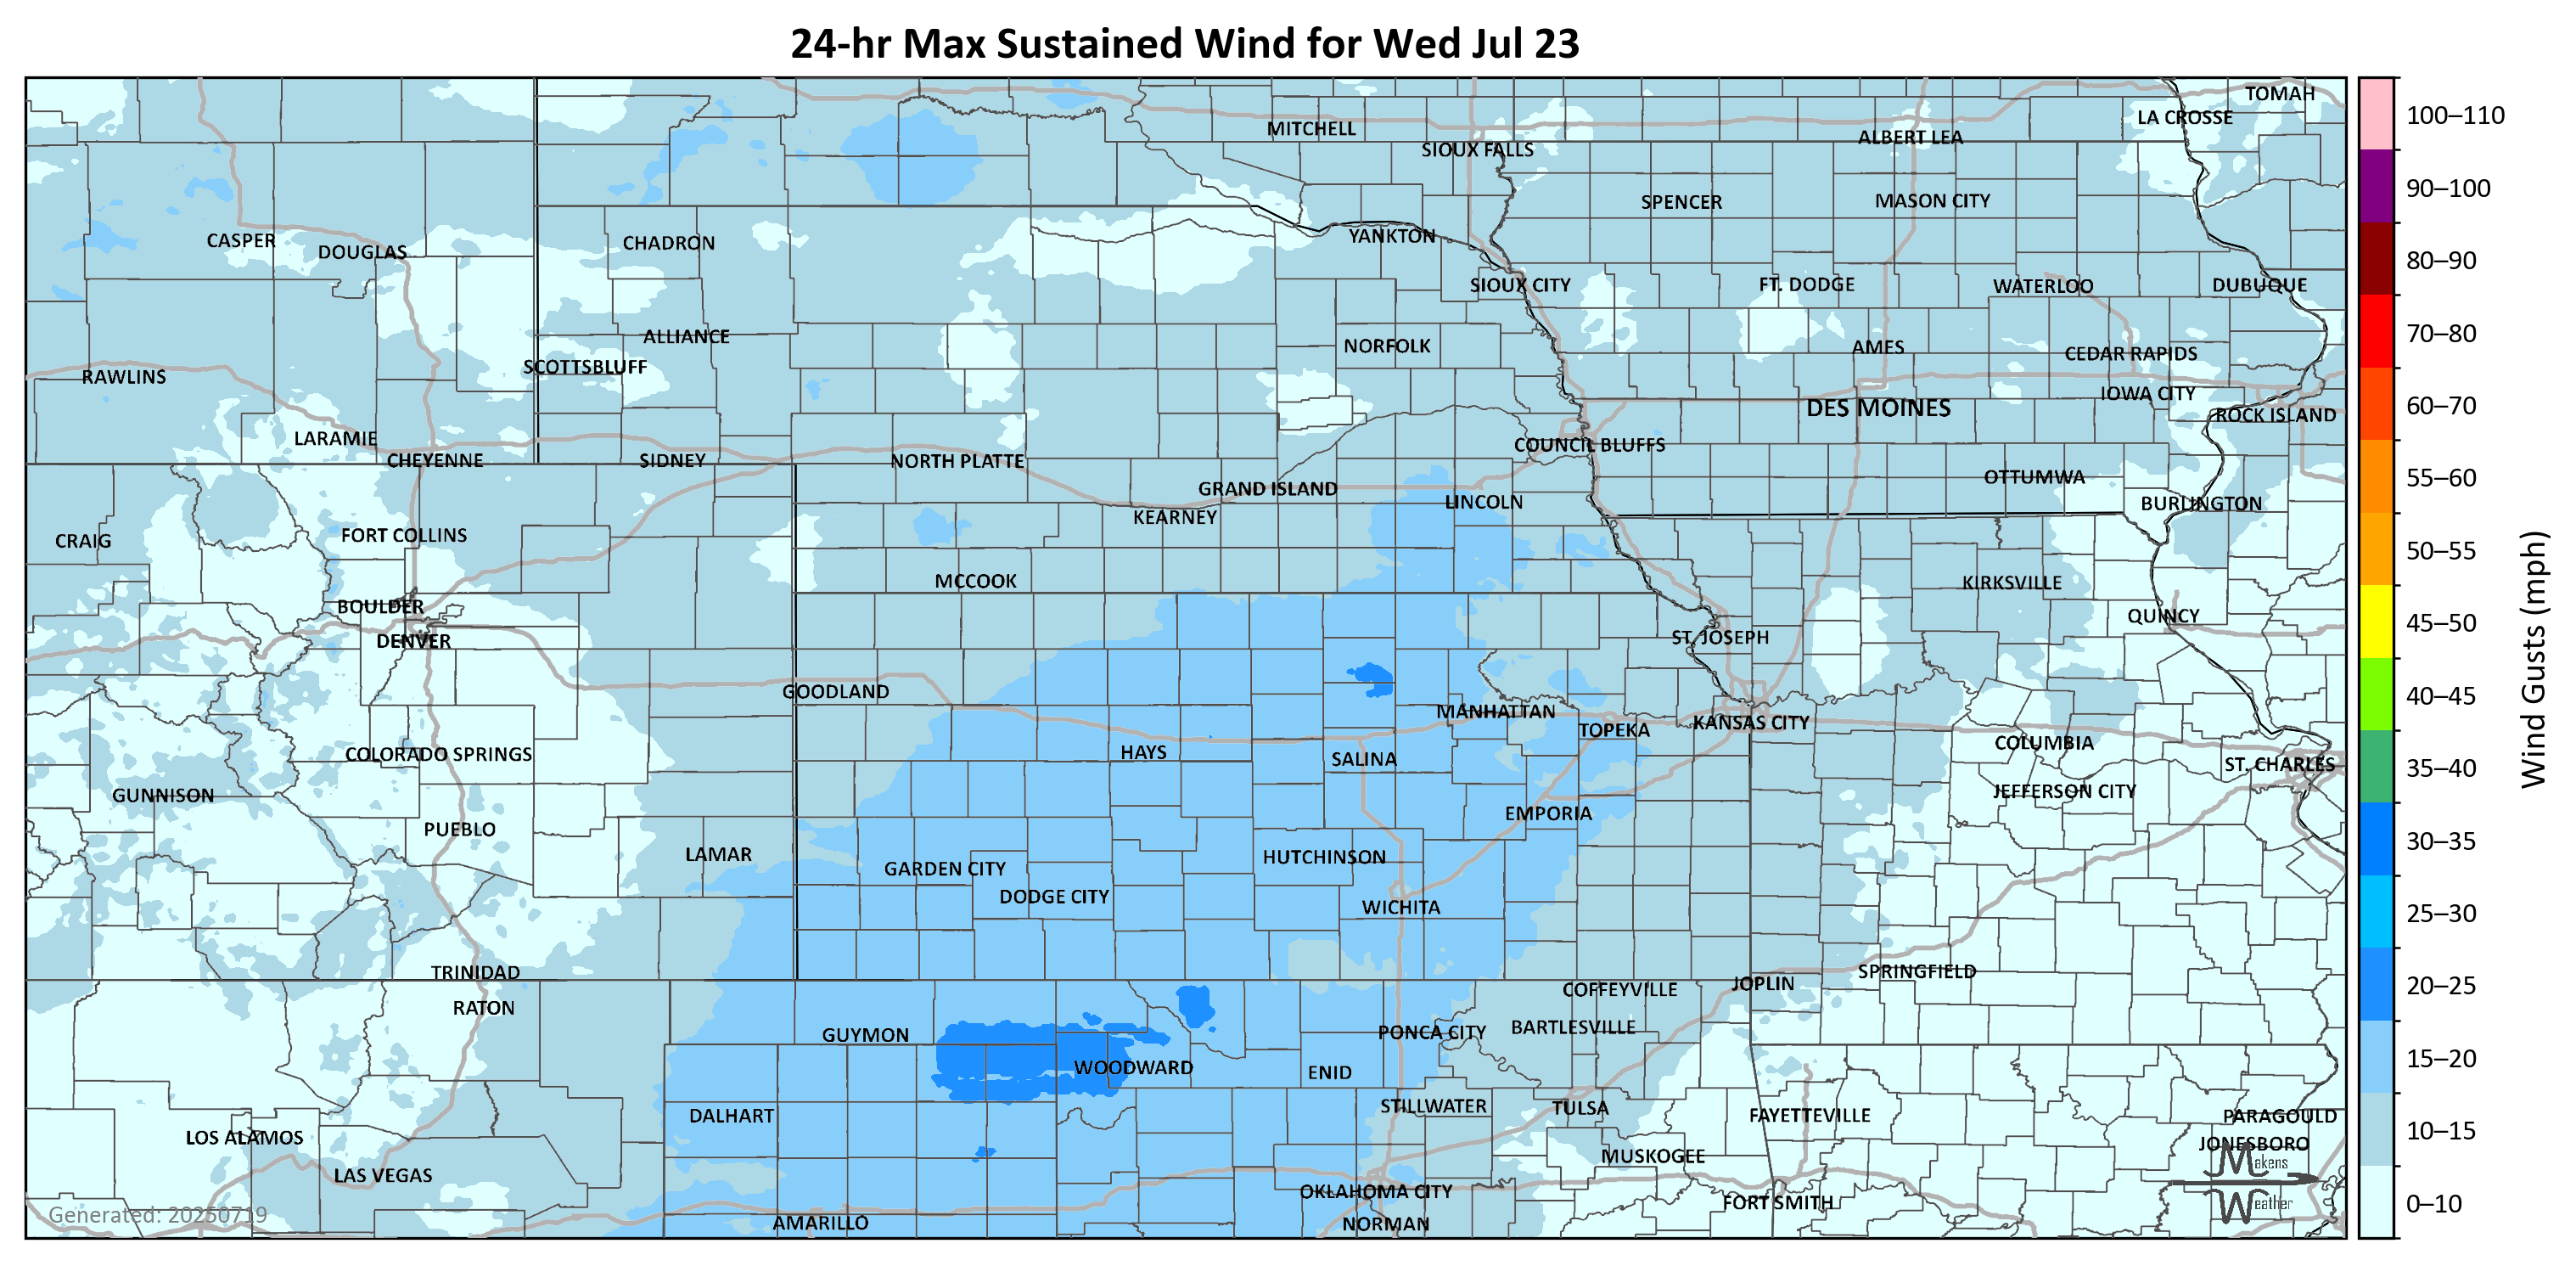 24-hr Max Sustained Wind for Wed Jul 23
TOMAH
LA CROSSE
MITCHELL
ALBERT LEA
SIOUX FALLS
SPENCER
MASON CITY
CASPER
DOUGLAS
CHADRON
YANKTON
SIOUX CITY
FT. DODGE
WATERLOO
DUBUQUE
ALLIANCE
NORFOLK
AMES
CEDAR RAPIDS
SCOTTSBLUFF
RAWLINS
IOWA CITY
DES MOINES
ROCK ISLAND
LARAMIE
COUNCIL BLUFFS
CHEYENNE
SIDNEY
NORTH PLATTE
OTTUMWA
GRAND ISLAND
LINCOLN
BURLINGTON
KEARNEY
FORT COLLINS
CRAIG
MCCOOK
KIRKSVILLE
BOULDER
QUINCY
DENVER
ST. JOSEPH
GOODLAND
MANHATTAN
KANSAS CITY
TOPEKA
COLUMBIA
COLORADO SPRINGS
HAYS
SALINA
ST. CHARLES
GUNNISON
JEFFERSON CITY
EMPORIA
PUEBLO
LAMAR
HUTCHINSON
GARDEN CITY
DODGE CITY
WICHITA
TRINIDAD
SPRINGFIELD
JOPLIN
COFFEYVILLE
RATON
BARTLESVILLE
PONCA CITY
GUYMON
WOODWARD
ENID
STILLWATER
TULSA
DALHART
FAYETTEVILLE
PARAGOULD
LOS ALAMOS
JONESBORO
MUSKOGEE
LAS VEGAS
OKLAHOMA CITY
FORT SMITH
AMARILLO
NORMAN
Generated: 20250719
Makens
Weather
100–110
90–100
80–90
70–80
60–70
55–60
50–55
45–50
40–45
35–40
30–35
25–30
20–25
15–20
10–15
0–10
Wind Gusts (mph)